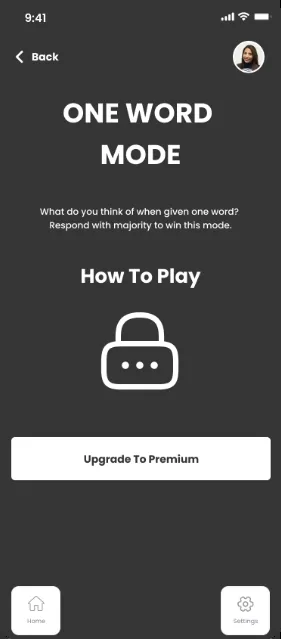 9:41
Back
ONE WORD
MODE
What do you think of when given one word?
Respond with majority to win this mode.
How To Play
Upgrade To Premium
Home
Settings